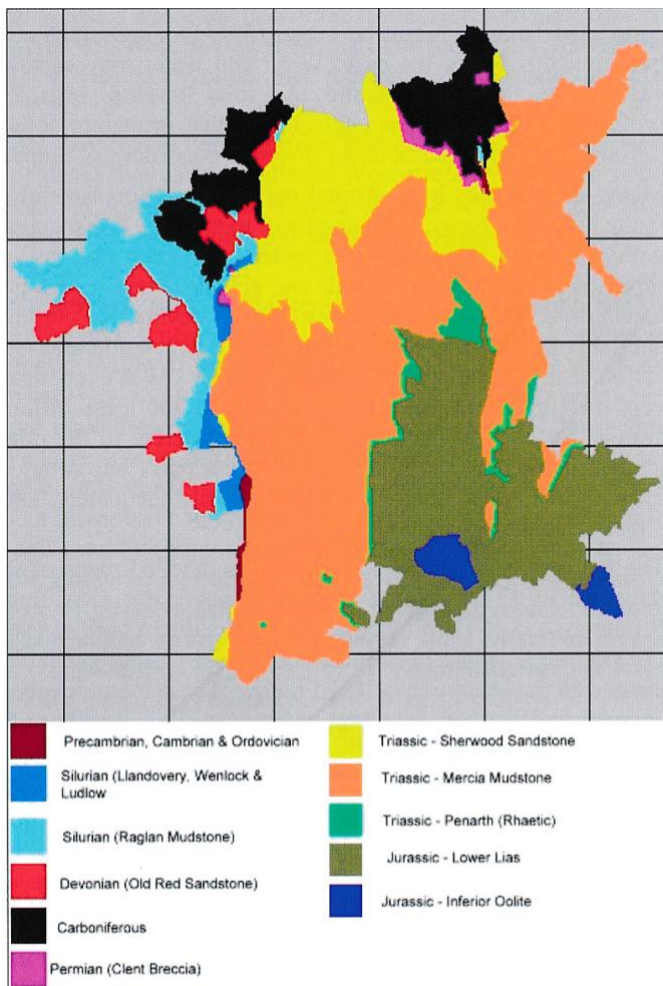 Precambrian, Cambrian & Ordovician
Silurian (Llandovery, Wenlock &
Ludlow
Silurian (Raglan Mudstone)
Devonian (Old Red Sandstone)
Carboniferous
Permian (Clent Breccia)
Triassic - Sherwood Sandstone
Triassic - Mercia Mudstone
Triassic - Penarth (Rhaetic)
Jurassic - Lower Lias
Jurassic - Inferior Oolite